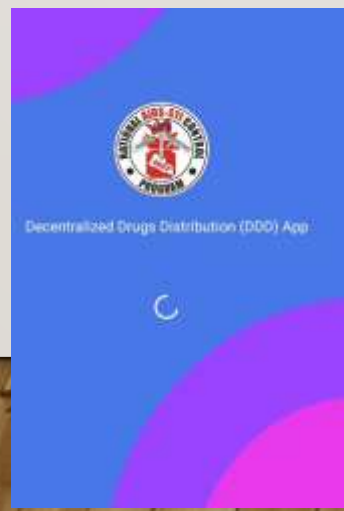 NATIONAL AIDS-STI CONTROL
PROGRAM
Decentralized Drugs Distribution (DDD) App